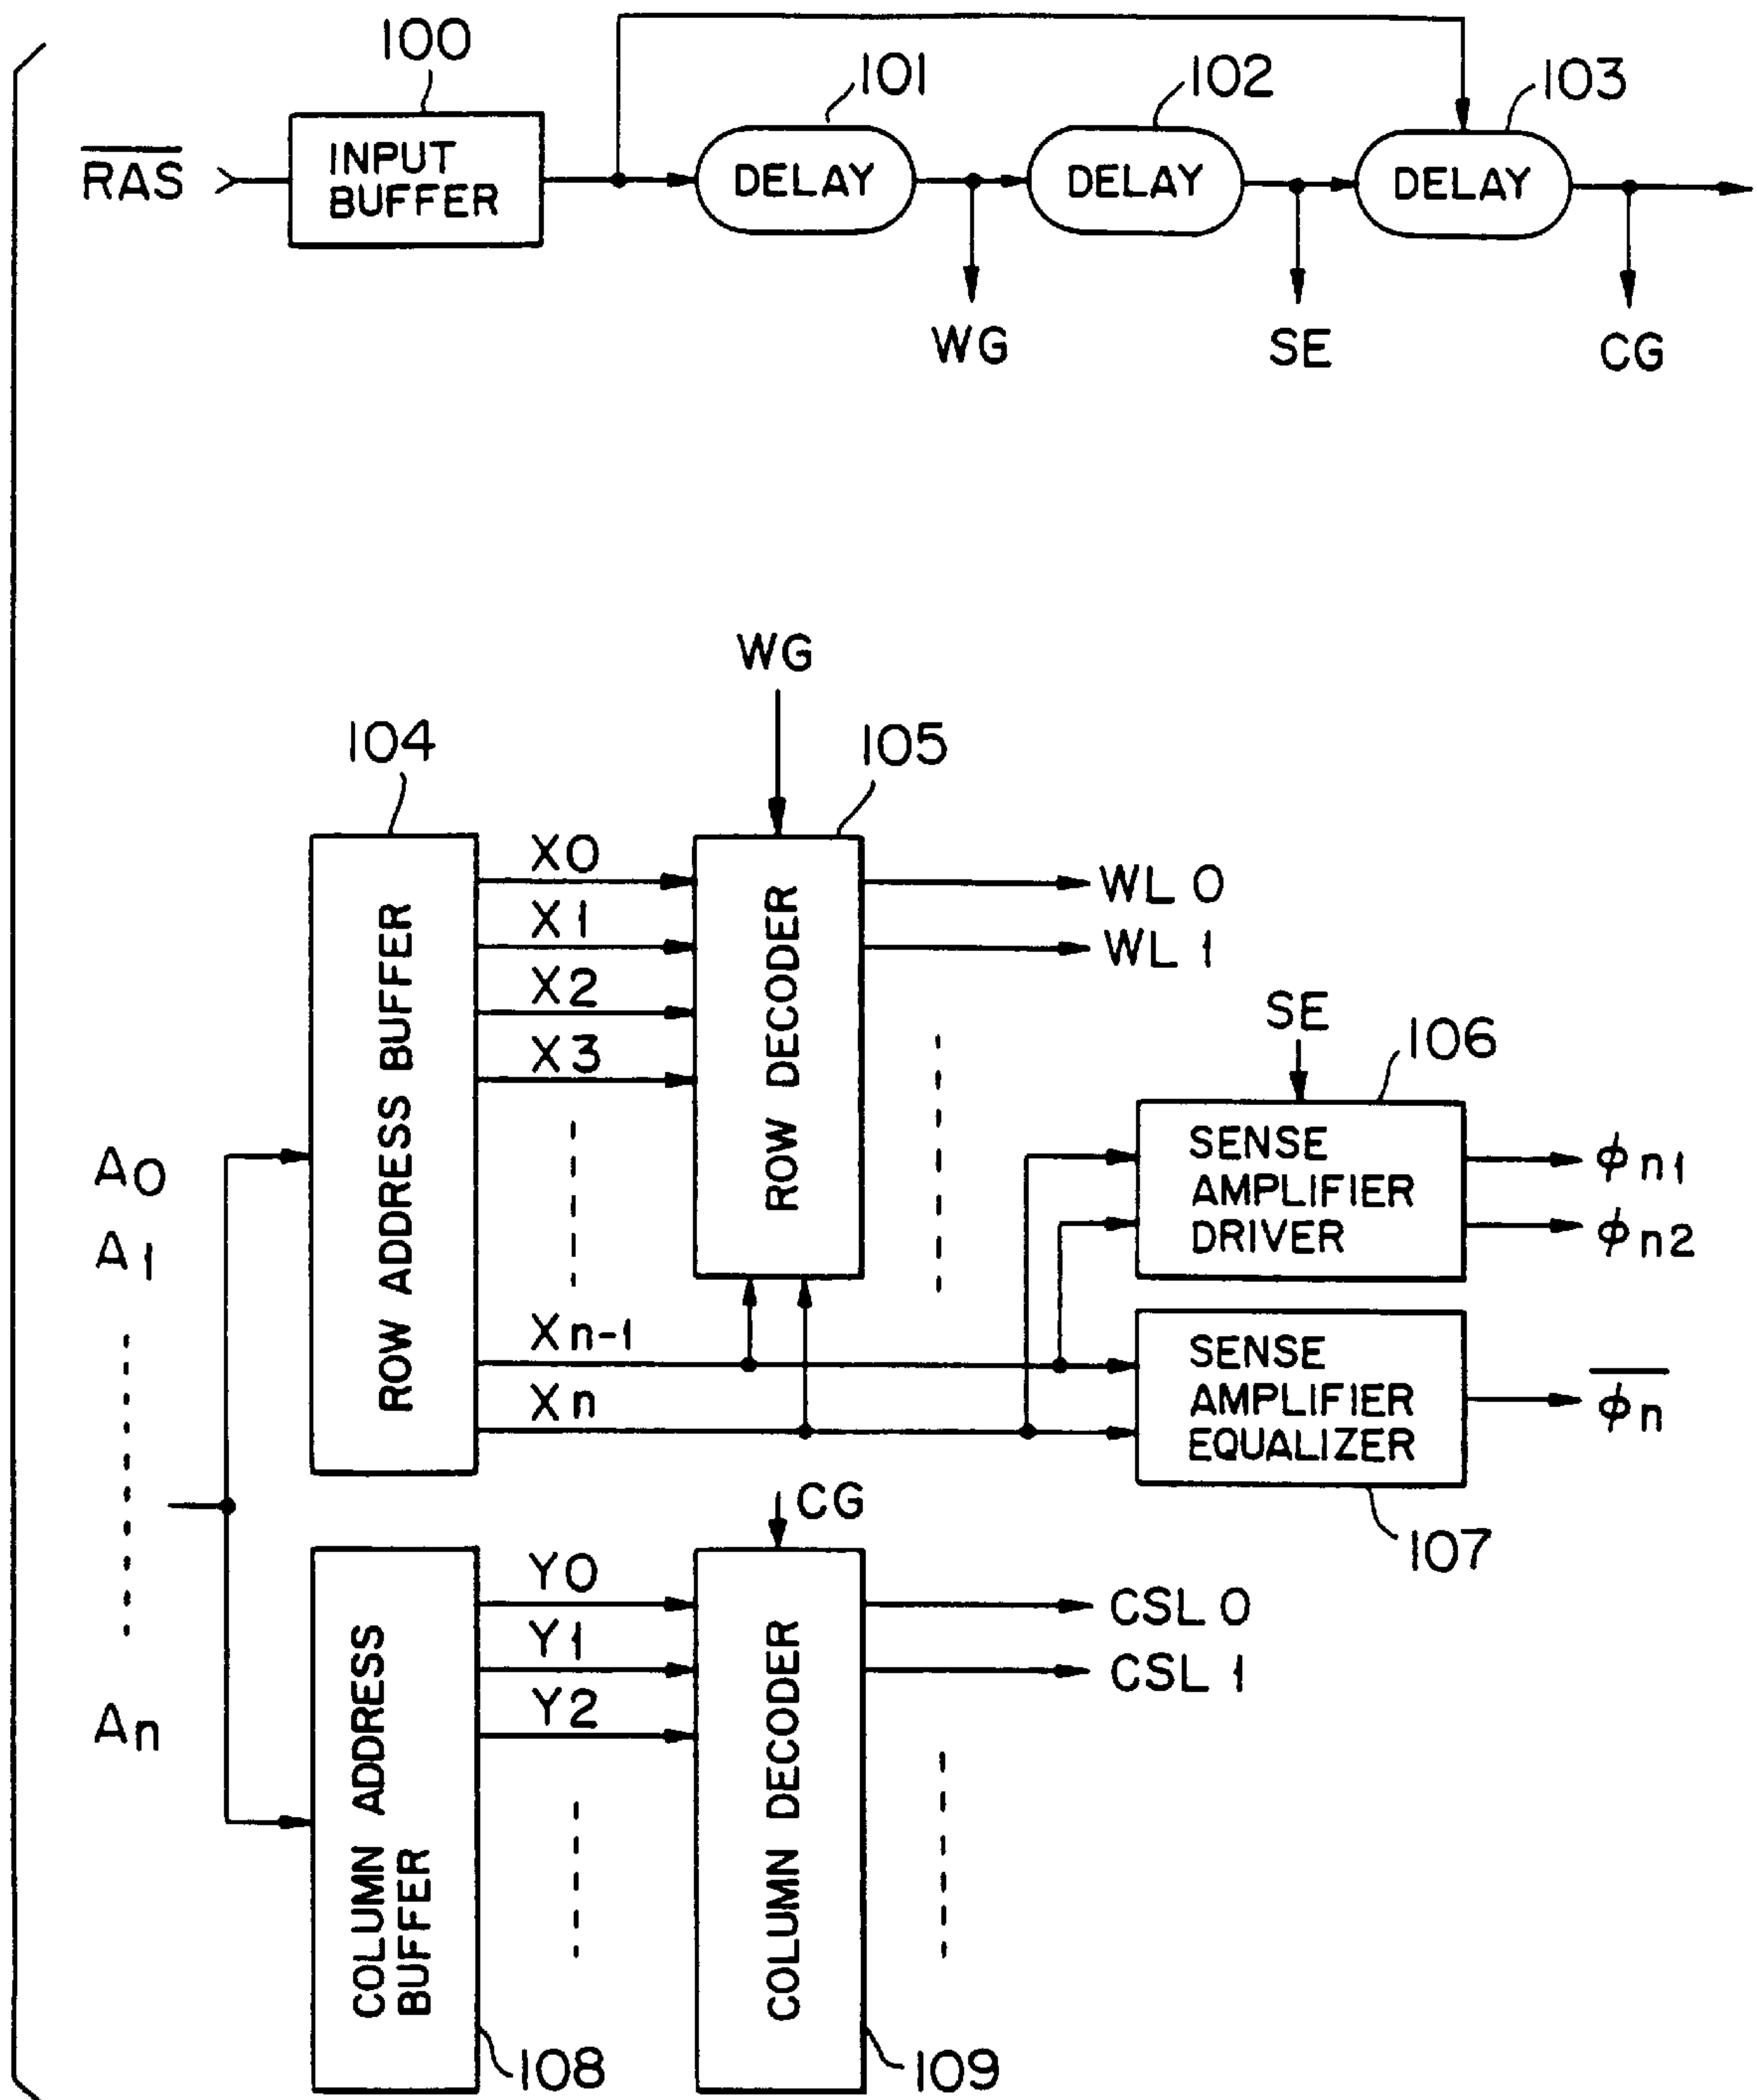 100
101
102
103
R̅A̅S̅
INPUT
BUFFER
DELAY
DELAY
DELAY
WG
SE
CG
WG
104
105
ROW ADDRESS BUFFER
X0
X1
X2
X3
Xn-1
Xn
ROW DECODER
WL 0
WL 1
SE
106
SENSE
AMPLIFIER
DRIVER
ϕn1
ϕn2
SENSE
AMPLIFIER
EQUALIZER
ϕ̅n̅
107
A0
A1
An
CG
COLUMN ADDRESS
BUFFER
108
Y0
Y1
Y2
COLUMN DECODER
109
CSL 0
CSL 1